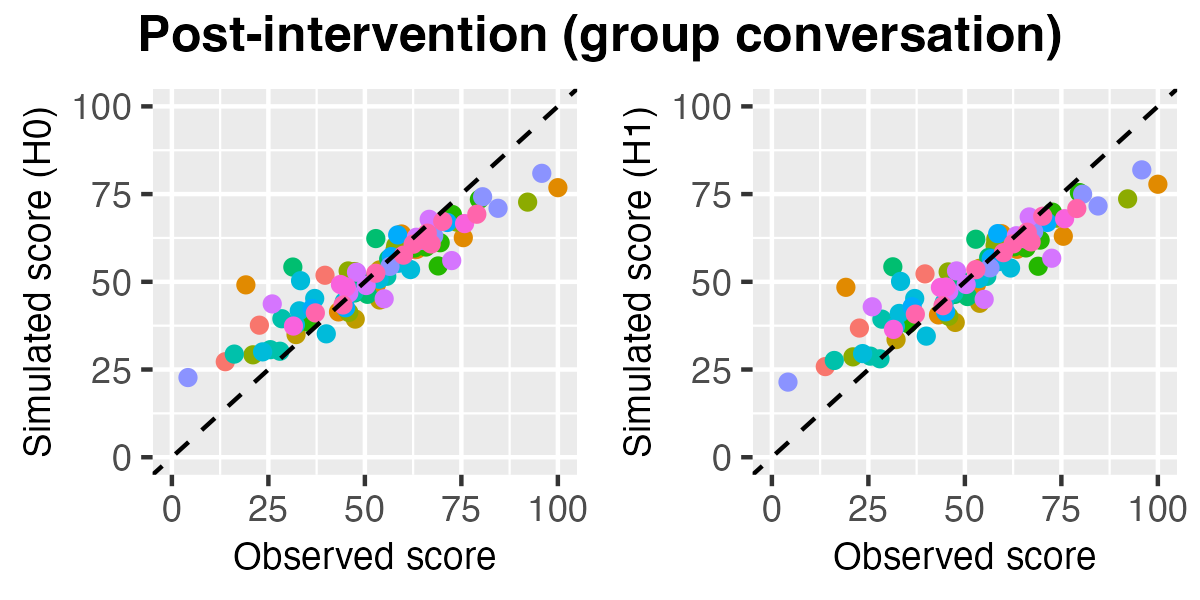 Post-intervention (group conversation)
Simulated score (H0)
100
75
50
25
0
0 25 50 75 100
Observed score
Simulated score (H1)
100
75
50
25
0
0 25 50 75 100
Observed score